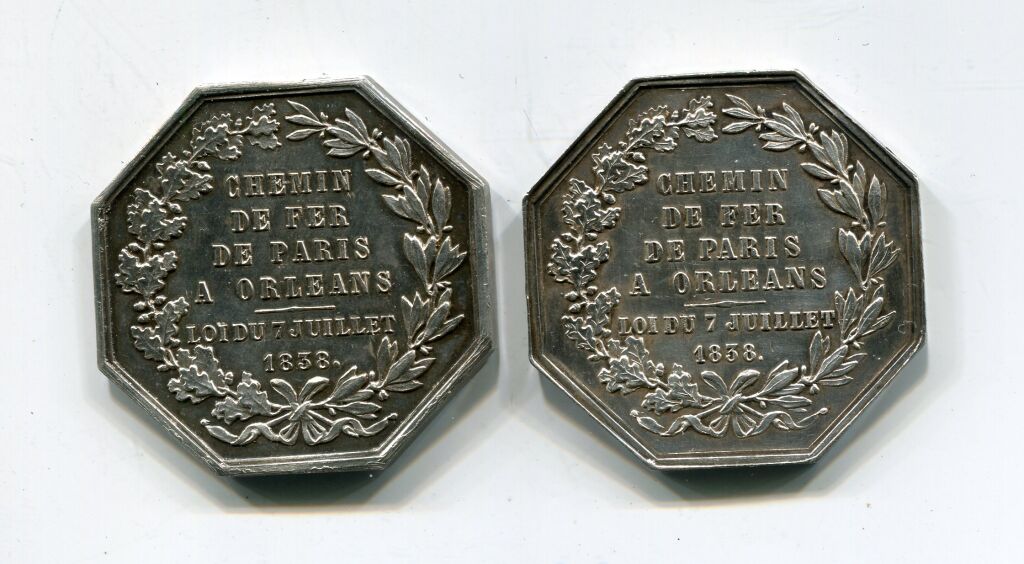 CHEMIN
DE FER
DE PARIS
A ORLEANS
LOI DU 7 JUILLET
1838.
CHEMIN
DE FER
DE PARIS
A ORLEANS
LOI DU 7 JUILLET
1838.